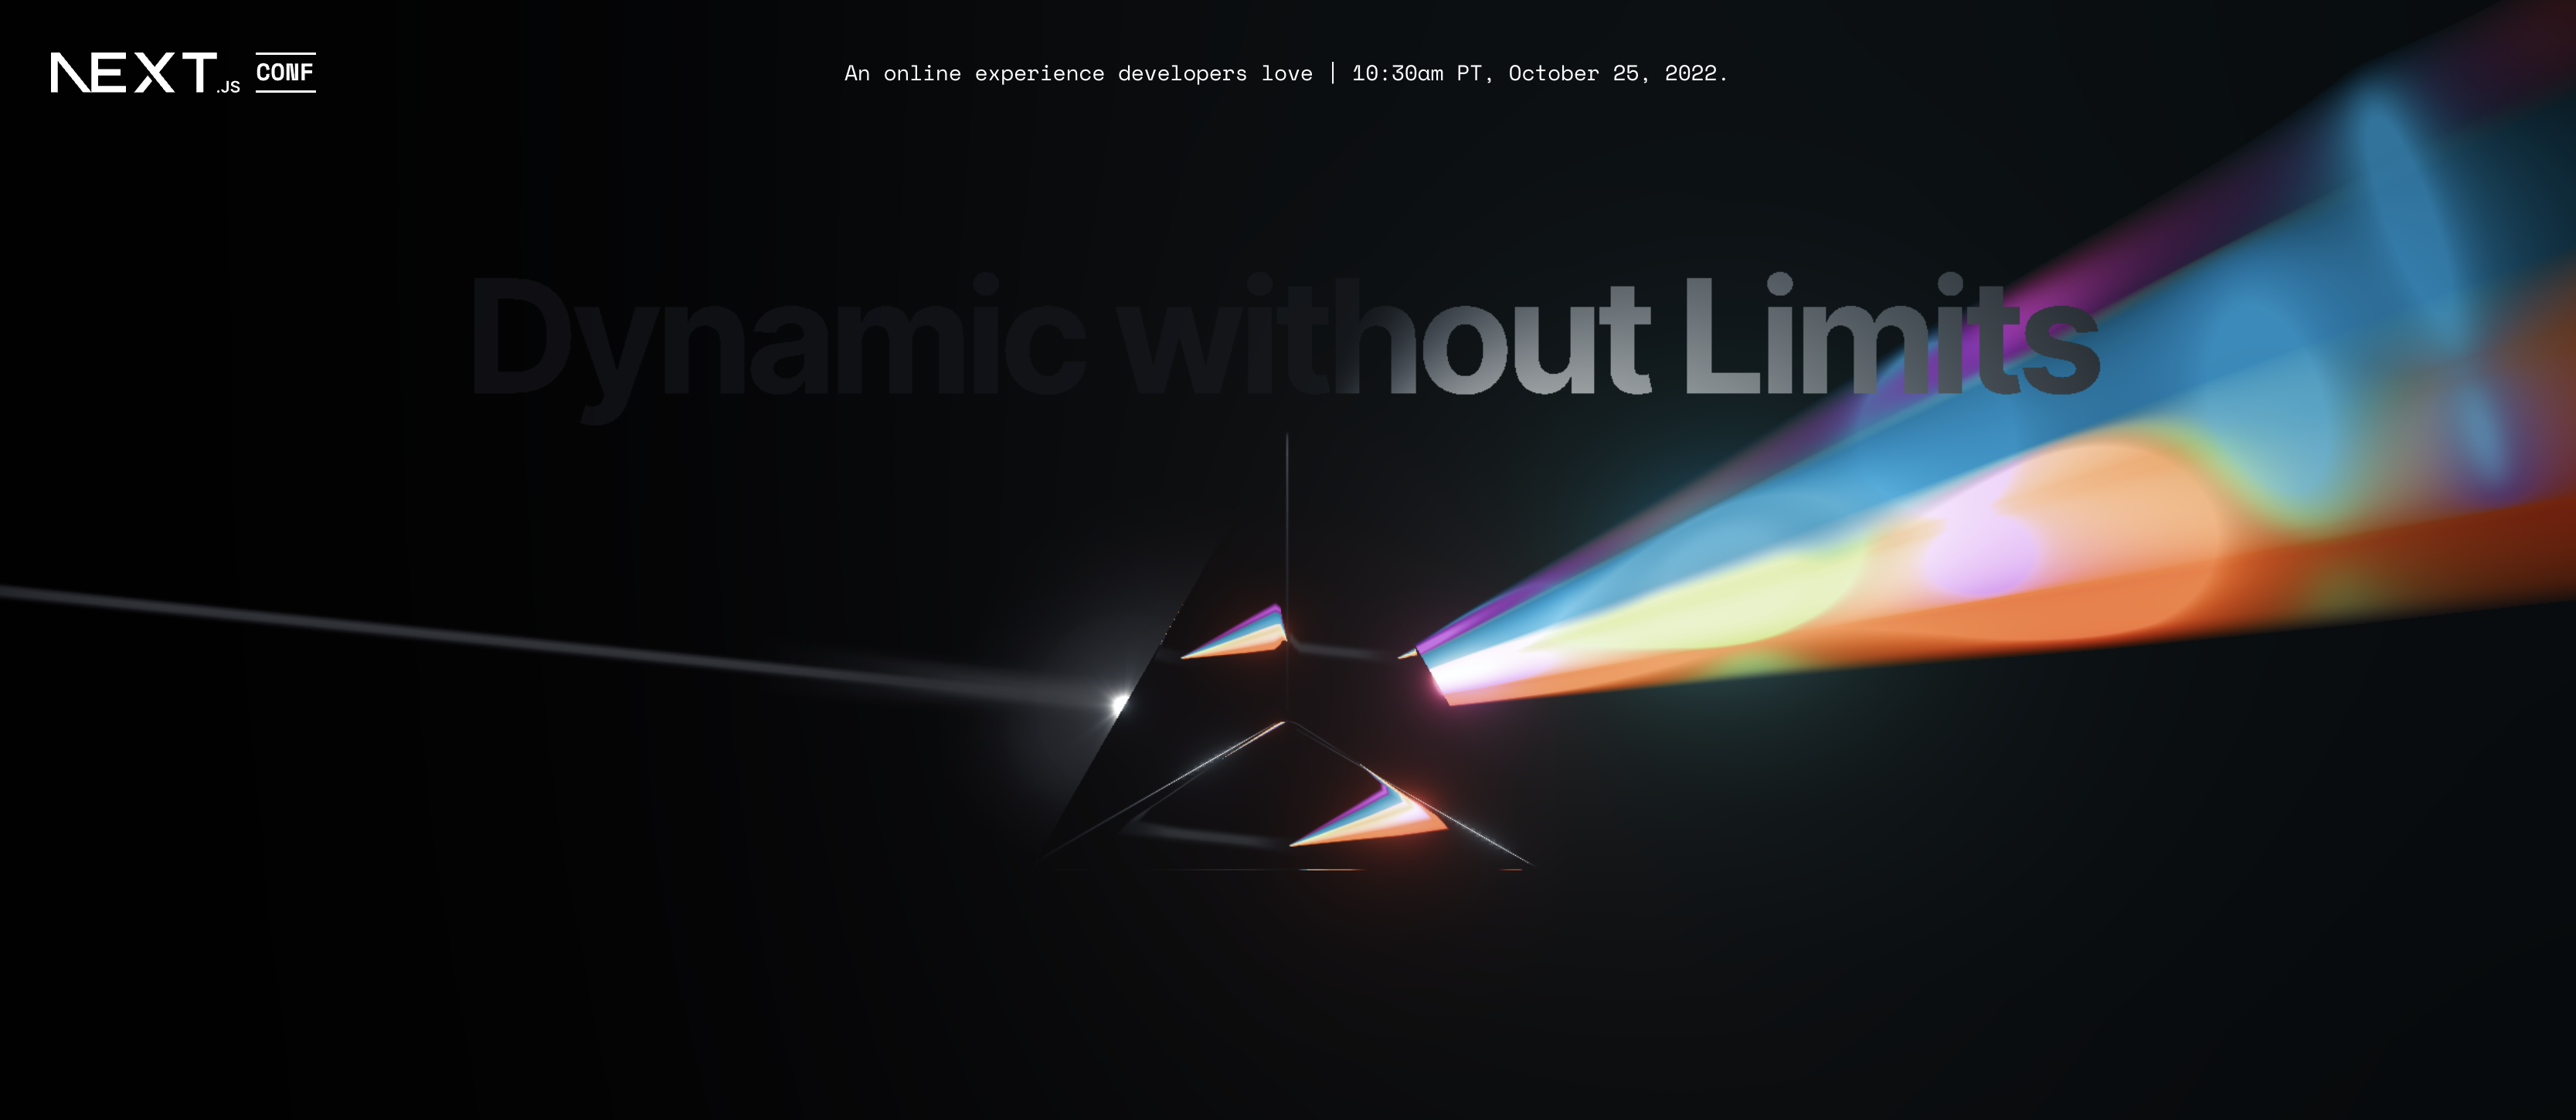 NEXT.JS CONF
An online experience developers love | 10:30am PT, October 25, 2022.
Dynamic without Limits